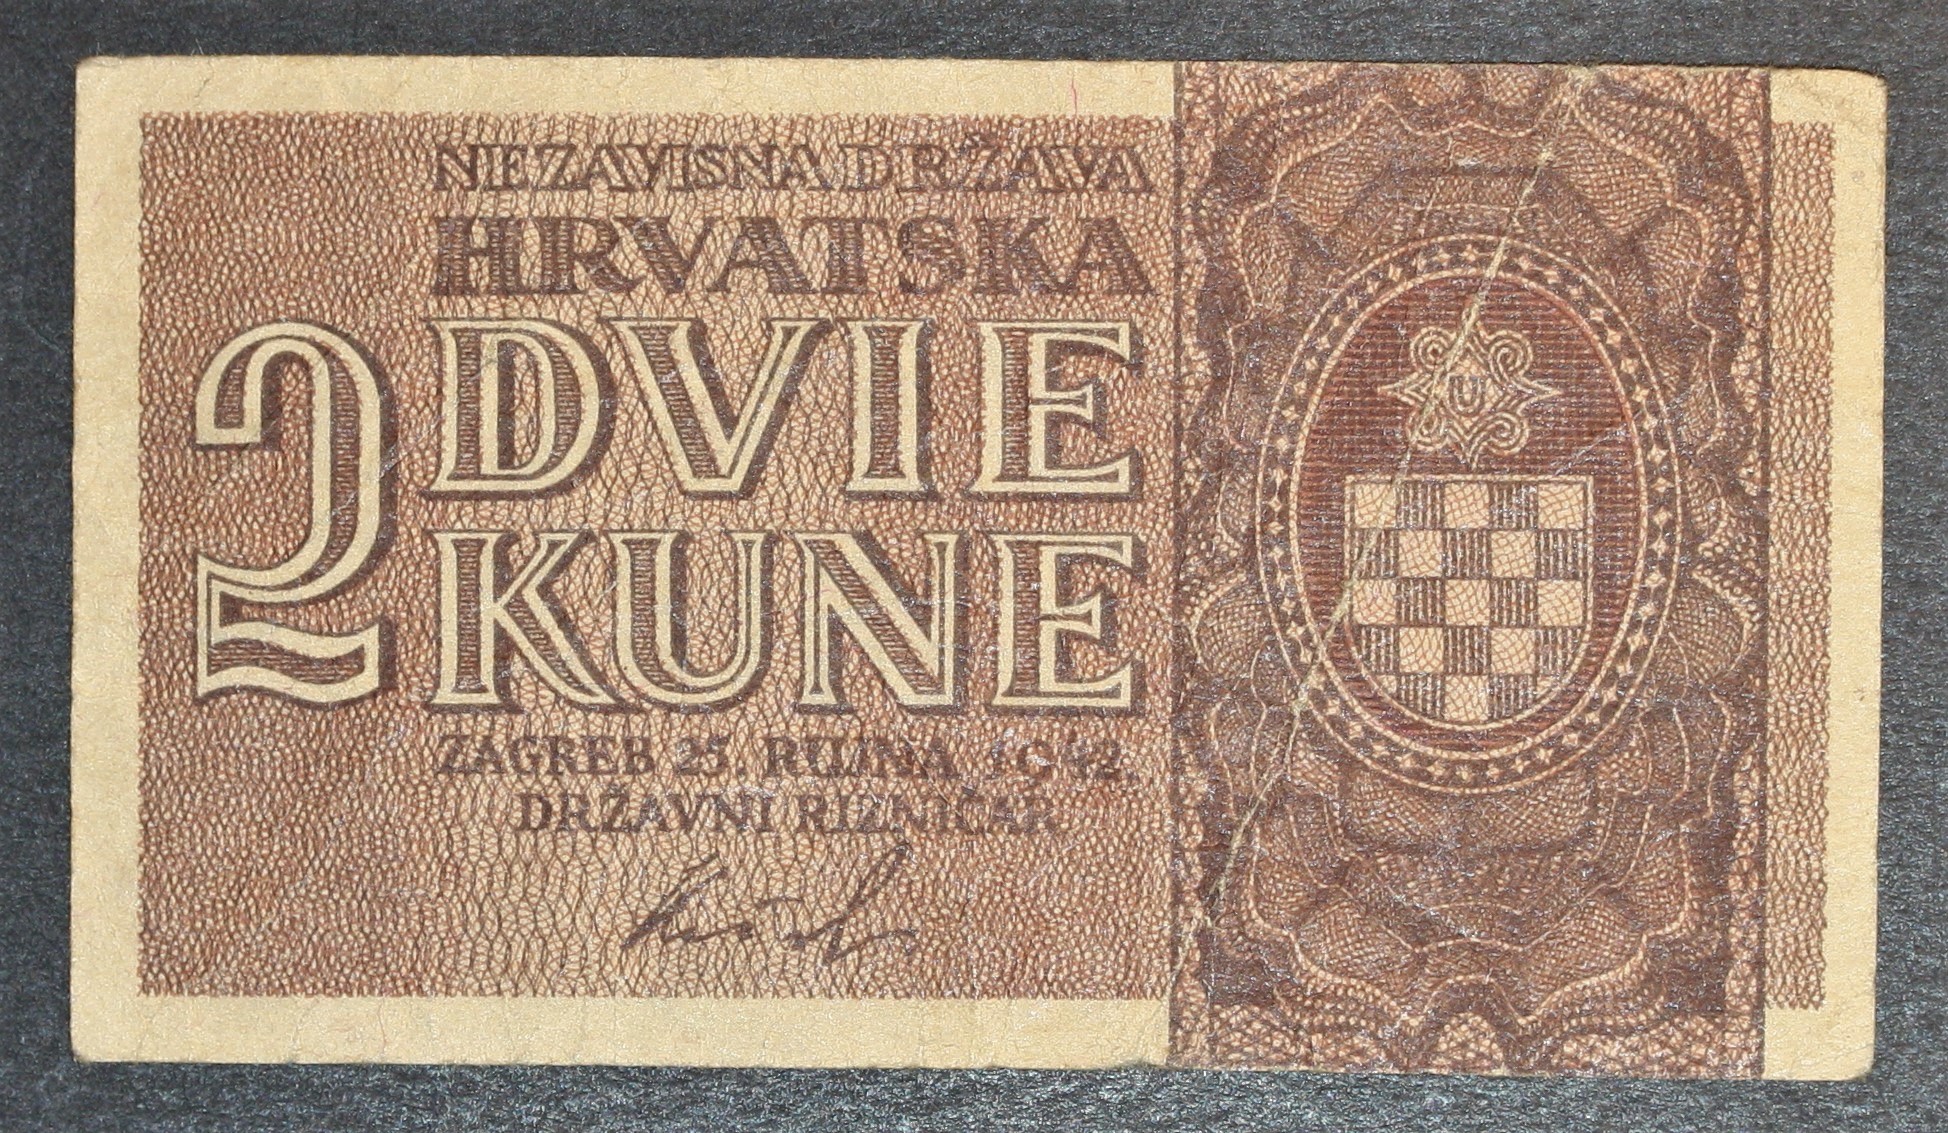 NEZAVISNA DRŽAVA
HRVATSKA
2 DVIE
KUNE
ZAGREB 25. RUJNA 1942.
DRŽAVNI RIZNIČAR
U